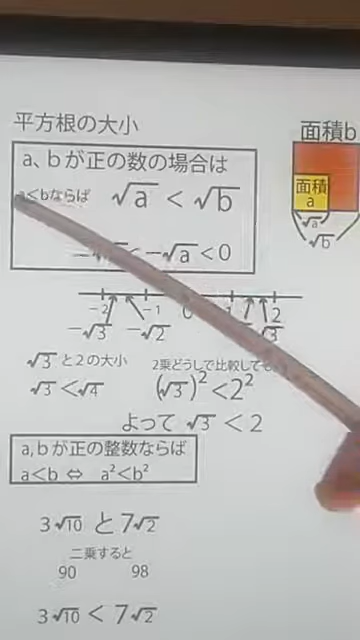 平方根の大小
面積b
a、bが正の数の場合は
a<bならば √a < √b
面積
a
√a
√b
-√a<0
-2 -1 0 1 2
-√3 -√2 √3
√3 と2の大小
2乗どうしで比較しても
√3 <√4
(√3)²<2²
よって √3 < 2
a,bが正の整数ならば
a<b ⇔ a²<b²
3√10 と 7√2
二乗すると
90 98
3√10 < 7√2